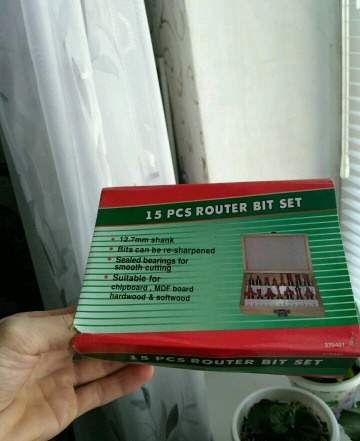 15 PCS ROUTER BIT SET
• 12.7mm shank
• Bits can be re-sharpened
• Sealed bearings for
smooth cutting
• Suitable for
chipboard , MDF board
hardwood & softwood
15 PCS ROUTER BIT SET